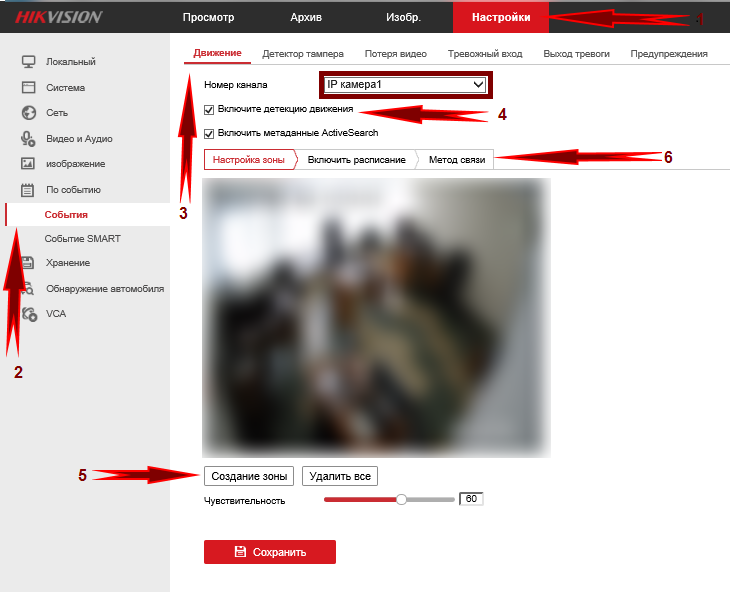 HIKVISION
Просмотр Архив Изобр. Настройки 1
Движение Детектор тампера Потеря видео Тревожный вход Выход тревоги Предупреждения
Локальный
Система
Сеть
Видео и Аудио
изображение
По событию
События
Событие SMART
Хранение
Обнаружение автомобиля
VCA
2
3
Номер канала IP камера1
Включите детекцию движения 4
Включить метаданные ActiveSearch
Настройка зоны Включить расписание Метод связи 6
5 Создание зоны Удалить все
Чувствительность 60
Сохранить